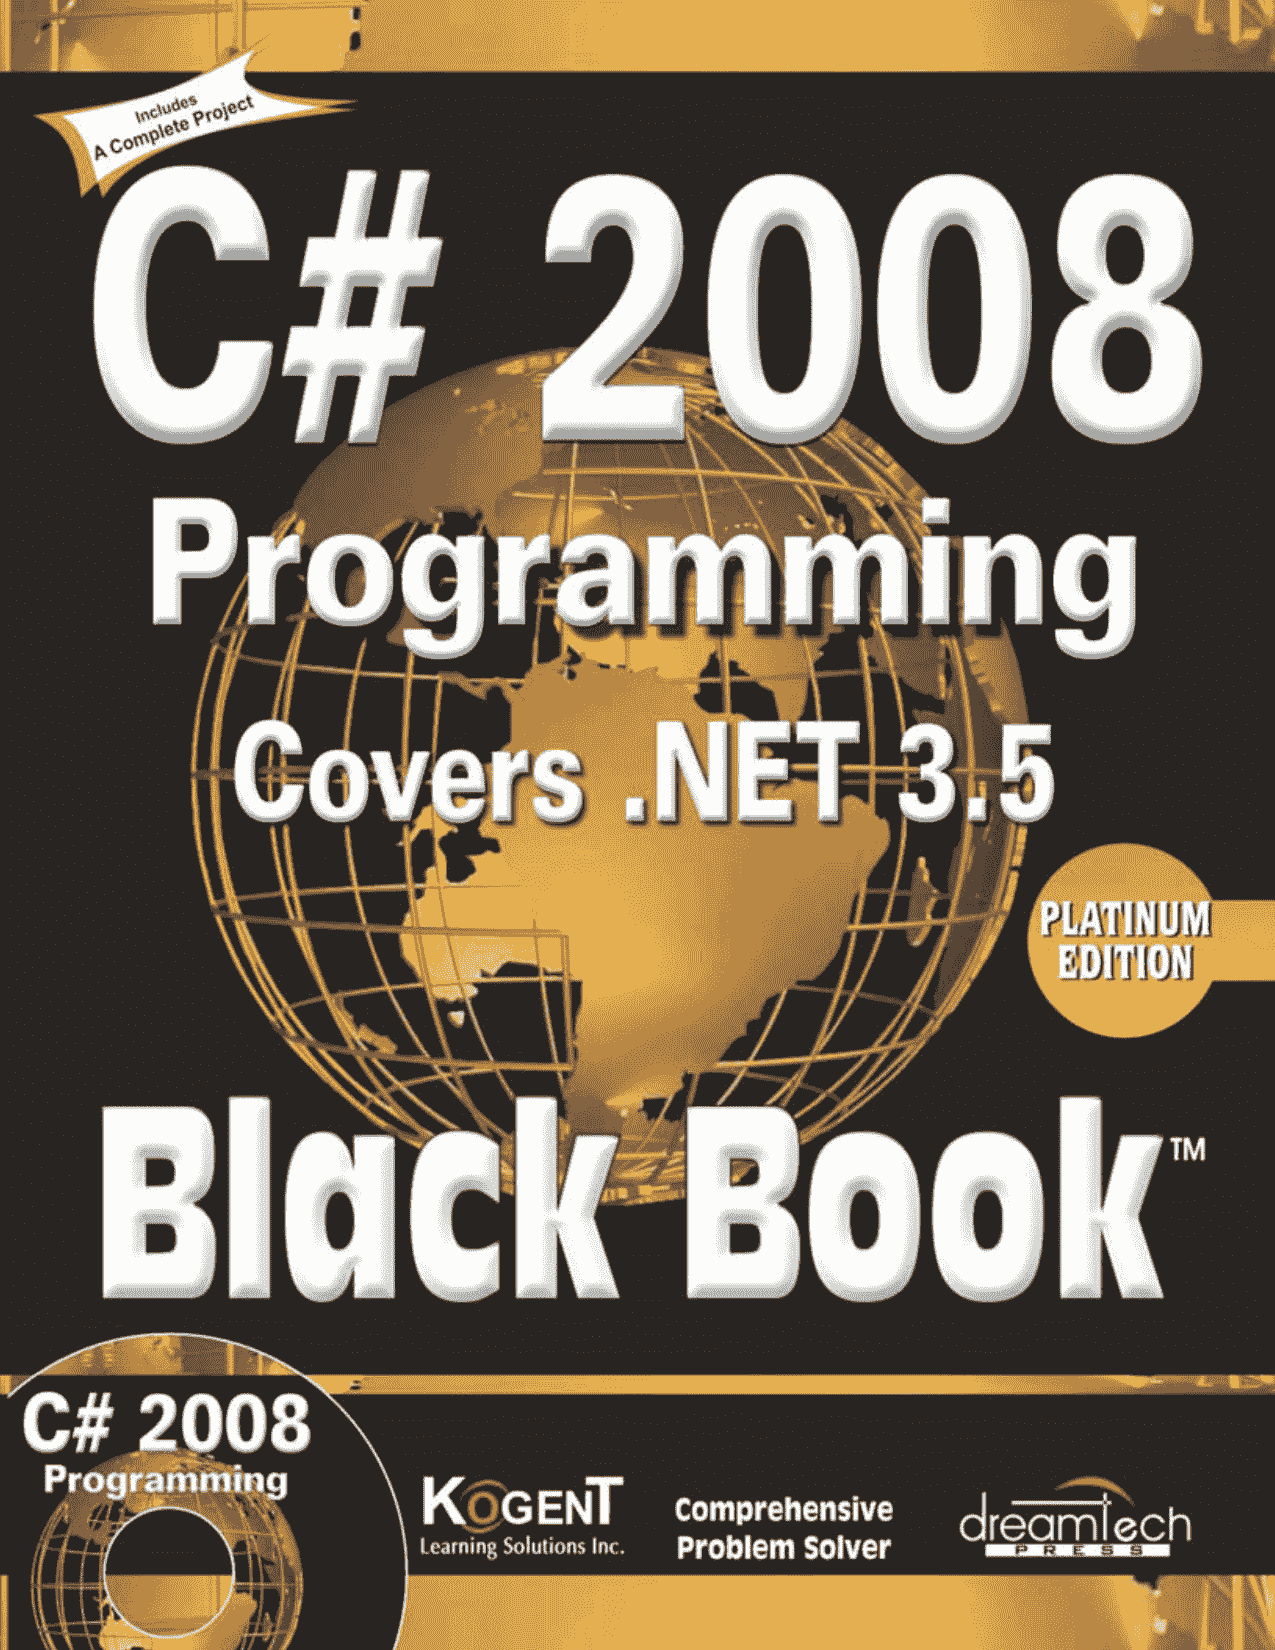 Includes
A Complete Project
C# 2008
Programming
Covers .NET 3.5
PLATINUM
EDITION
Black Book™
C# 2008
Programming
KOGENT
Learning Solutions Inc.
Comprehensive
Problem Solver
dreamtech
PRESS